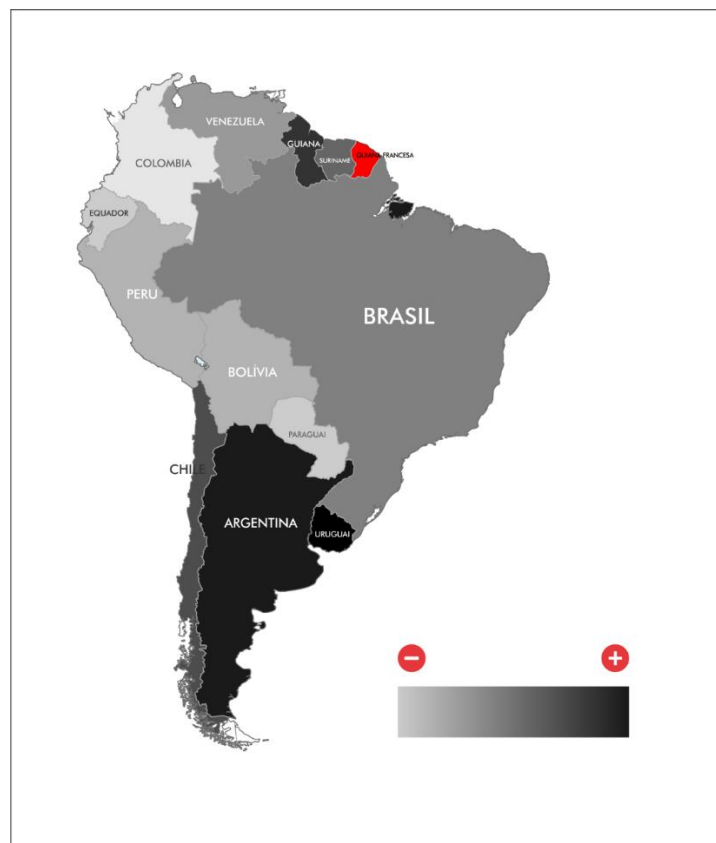 VENEZUELA
GUIANA
SURINAME
GUIANA FRANCESA
COLOMBIA
EQUADOR
PERU
BRASIL
BOLÍVIA
PARAGUAI
CHILE
ARGENTINA
URUGUAI
− +